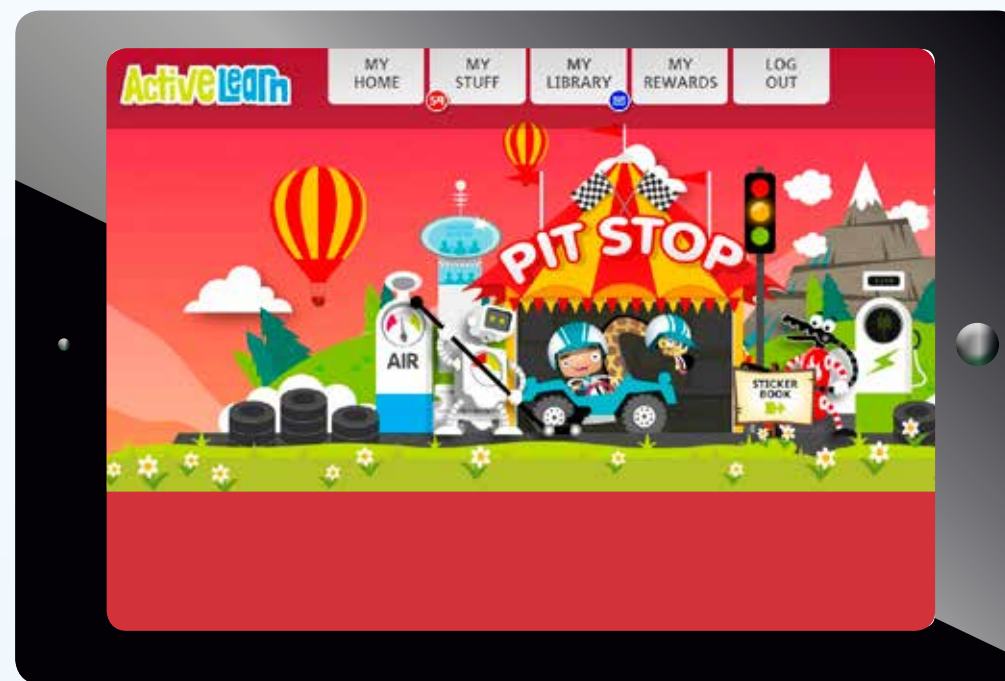 ActiveLearn
MY
HOME
MY
STUFF
MY
LIBRARY
MY
REWARDS
LOG
OUT
PIT STOP
AIR
STICKER
BOOK